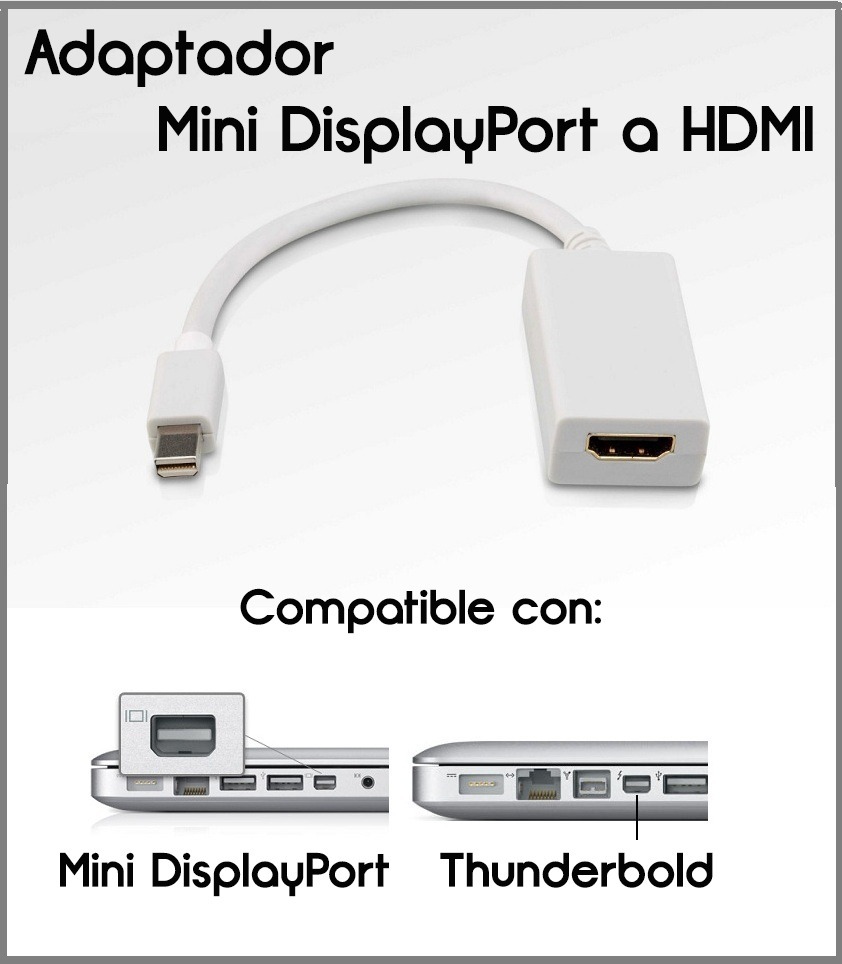 Adaptador
Mini DisplayPort a HDMI
Compatible con:
Mini DisplayPort
Thunderbold